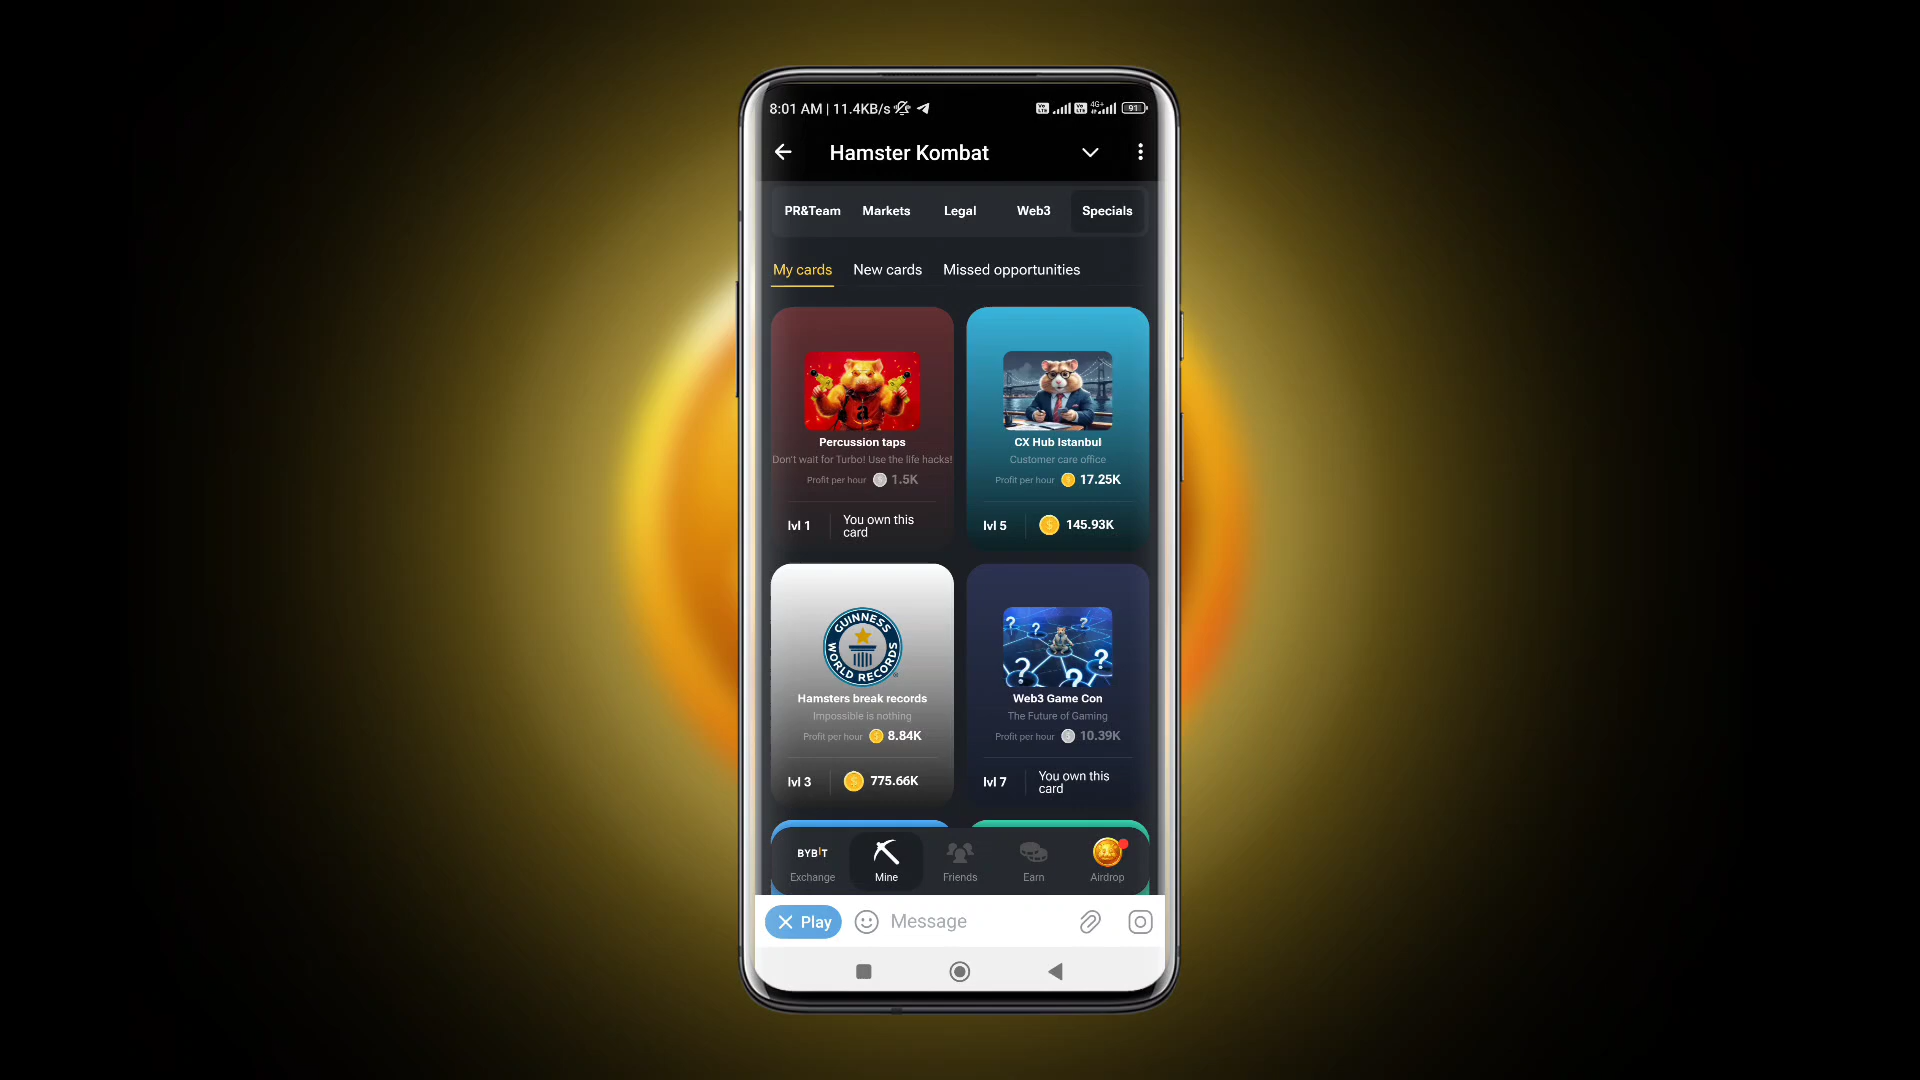 8:01 AM | 11.4KB/s
4G+
91
Hamster Kombat
PR&Team Markets Legal Web3 Specials
My cards New cards Missed opportunities
a
Percussion taps
Don't wait for Turbo! Use the life hacks!
Profit per hour 1.5K
lvl 1
You own this
card
CX Hub Istanbul
Customer care office
Profit per hour 17.25K
lvl 5 145.93K
GUINNESS
WORLD RECORDS
Hamsters break records
Impossible is nothing
Profit per hour 8.84K
lvl 3 775.66K
? ? ? ? ? ?
Web3 Game Con
The Future of Gaming
Profit per hour 10.39K
lvl 7
You own this
card
BYBIT
Exchange Mine Friends Earn Airdrop
Play Message